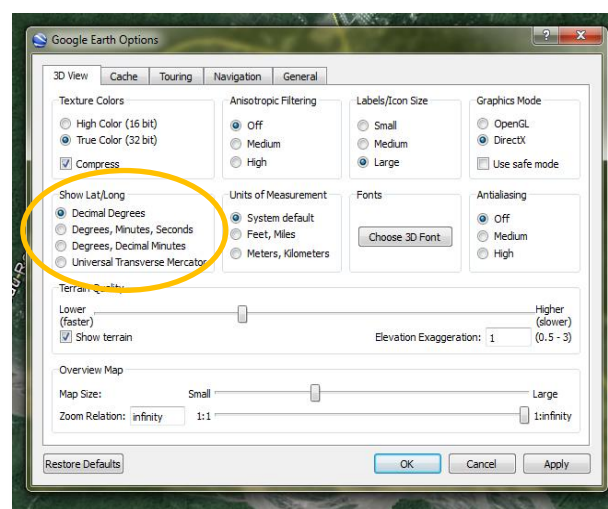 Google Earth Options
3D View Cache Touring Navigation General
Texture Colors
High Color (16 bit)
True Color (32 bit)
Compress
Anisotropic Filtering
Off
Medium
High
Labels/Icon Size
Small
Medium
Large
Graphics Mode
OpenGL
DirectX
Use safe mode
Show Lat/Long
Decimal Degrees
Degrees, Minutes, Seconds
Degrees, Decimal Minutes
Universal Transverse Mercator
Units of Measurement
System default
Feet, Miles
Meters, Kilometers
Fonts
Choose 3D Font
Antialiasing
Off
Medium
High
Terrain Quality
Lower
(faster)
Higher
(slower)
Show terrain
Elevation Exaggeration: 1 (0.5 - 3)
Overview Map
Map Size: Small Large
Zoom Relation: infinity 1:1 1:infinity
Restore Defaults OK Cancel Apply